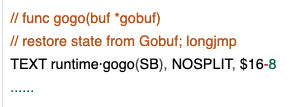 // func gogo(buf *gobuf)
// restore state from Gobuf; longjmp
TEXT runtime·gogo(SB), NOSPLIT, $16-8
......